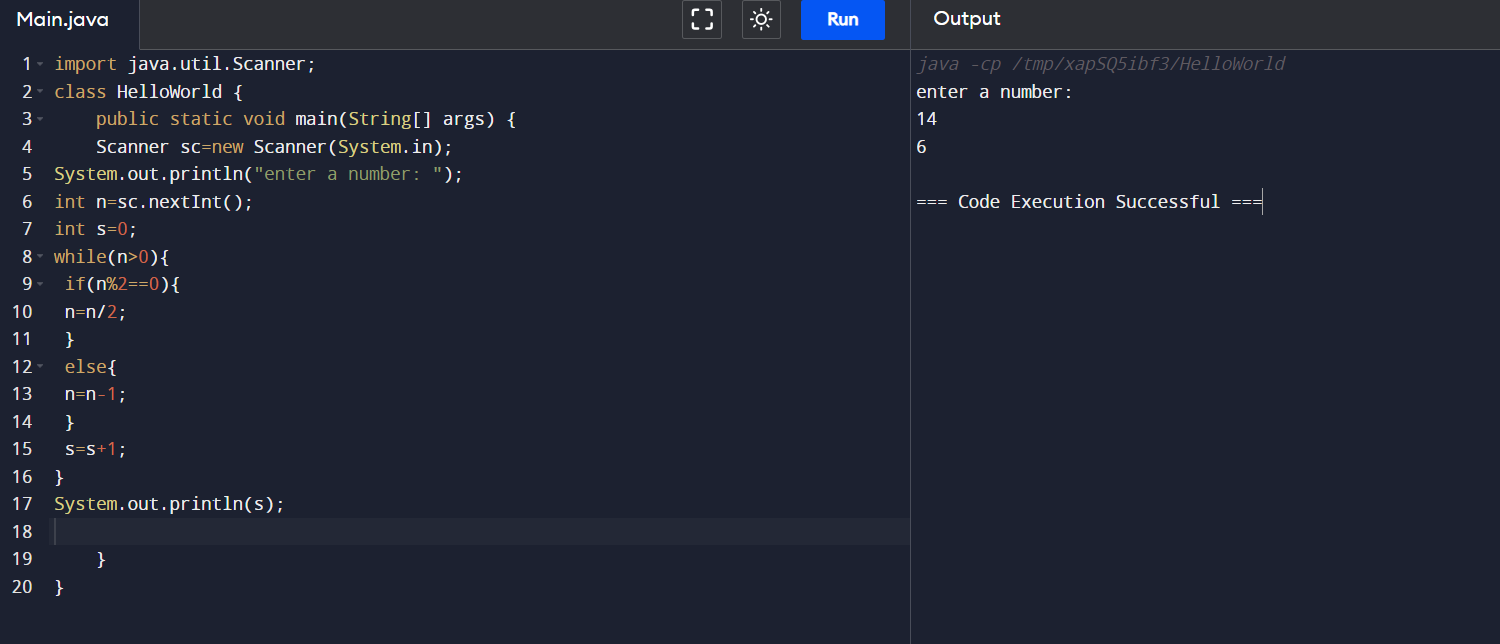 Main.java
Run
Output
1 import java.util.Scanner;
2 class HelloWorld {
3     public static void main(String[] args) {
4     Scanner sc=new Scanner(System.in);
5 System.out.println("enter a number: ");
6 int n=sc.nextInt();
7 int s=0;
8 while(n>0){
9  if(n%2==0){
10  n=n/2;
11  }
12  else{
13  n=n-1;
14  }
15  s=s+1;
16 }
17 System.out.println(s);
18
19     }
20 }
java -cp /tmp/xapSQ5ibf3/HelloWorld
enter a number:
14
6
=== Code Execution Successful ===